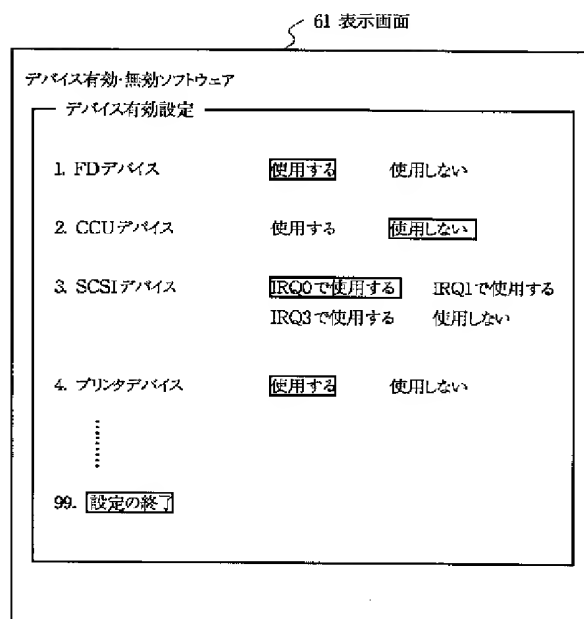 61 表示画面
デバイス有効・無効ソフトウェア
デバイス有効設定
1. FDデバイス 使用する 使用しない
2. CCUデバイス 使用する 使用しない
3. SCSIデバイス IRQ0で使用する IRQ1で使用する
IRQ3で使用する 使用しない
4. プリンタデバイス 使用する 使用しない
99. 設定の終了